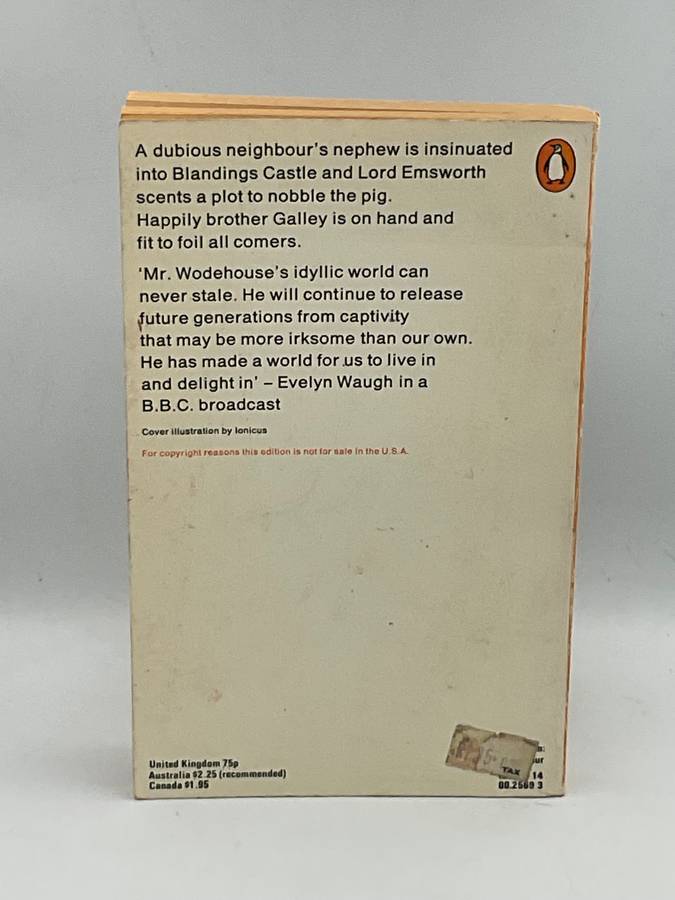 A dubious neighbour's nephew is insinuated
into Blandings Castle and Lord Emsworth
scents a plot to nobble the pig.
Happily brother Galley is on hand and
fit to foil all comers.
'Mr. Wodehouse's idyllic world can
never stale. He will continue to release
future generations from captivity
that may be more irksome than our own.
He has made a world for us to live in
and delight in' – Evelyn Waugh in a
B.B.C. broadcast
Cover illustration by Ionicus
For copyright reasons this edition is not for sale in the U.S.A.
United Kingdom 75p
Australia $2.25 (recommended)
Canada $1.95
TAX
14
00.2569 3